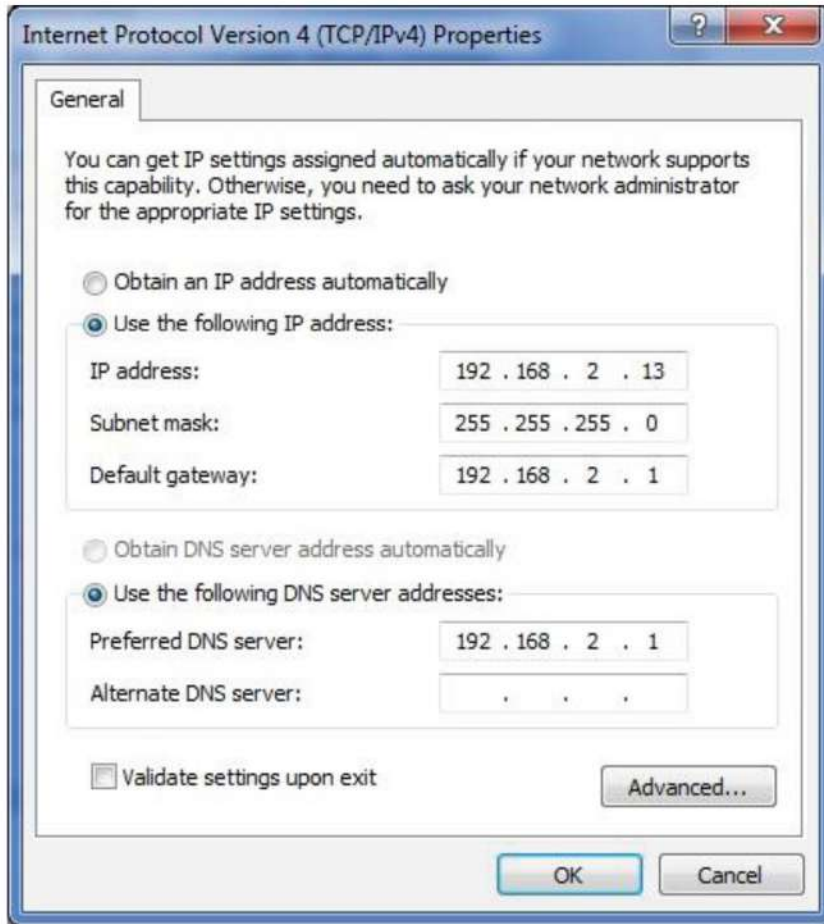 Internet Protocol Version 4 (TCP/IPv4) Properties
?
X
General
You can get IP settings assigned automatically if your network supports
this capability. Otherwise, you need to ask your network administrator
for the appropriate IP settings.
Obtain an IP address automatically
Use the following IP address:
IP address: 192 . 168 . 2 . 13
Subnet mask: 255 . 255 . 255 . 0
Default gateway: 192 . 168 . 2 . 1
Obtain DNS server address automatically
Use the following DNS server addresses:
Preferred DNS server: 192 . 168 . 2 . 1
Alternate DNS server: . . .
Validate settings upon exit
Advanced...
OK Cancel